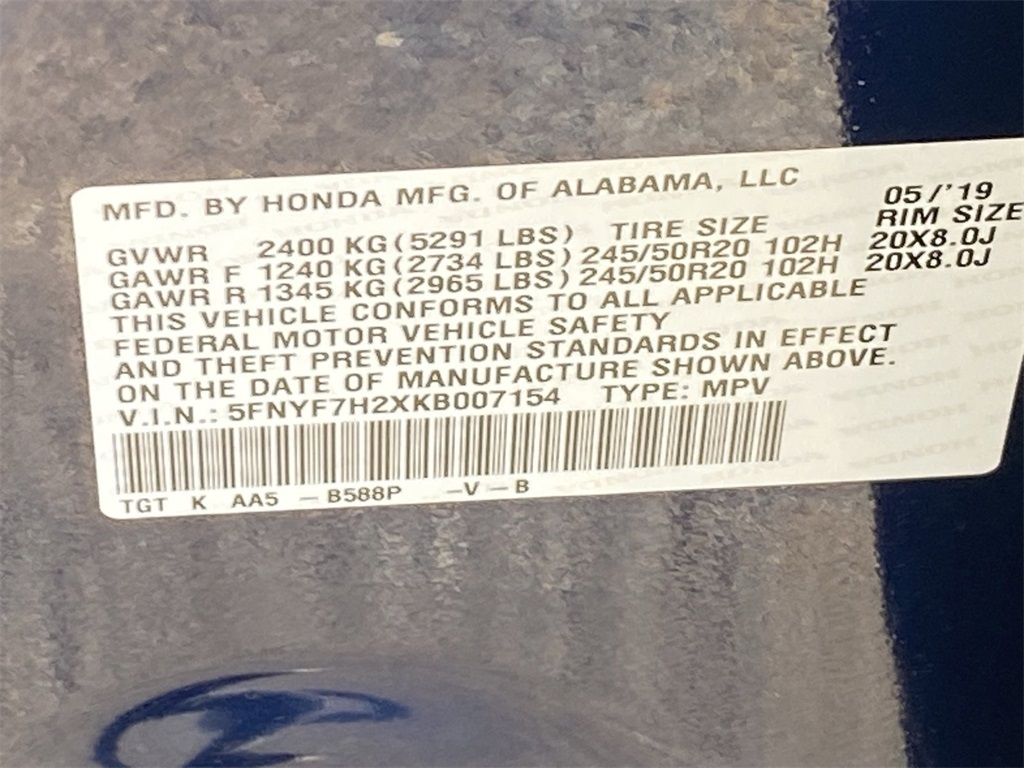 MFD. BY HONDA MFG. OF ALABAMA, LLC 05/'19
GVWR 2400 KG (5291 LBS) TIRE SIZE RIM SIZE
GAWR F 1240 KG (2734 LBS) 245/50R20 102H 20X8.0J
GAWR R 1345 KG (2965 LBS) 245/50R20 102H 20X8.0J
THIS VEHICLE CONFORMS TO ALL APPLICABLE
FEDERAL MOTOR VEHICLE SAFETY
AND THEFT PREVENTION STANDARDS IN EFFECT
ON THE DATE OF MANUFACTURE SHOWN ABOVE.
V.I.N.: 5FNYF7H2XKB007154 TYPE: MPV
TGT K AA5 -B588P -V-B